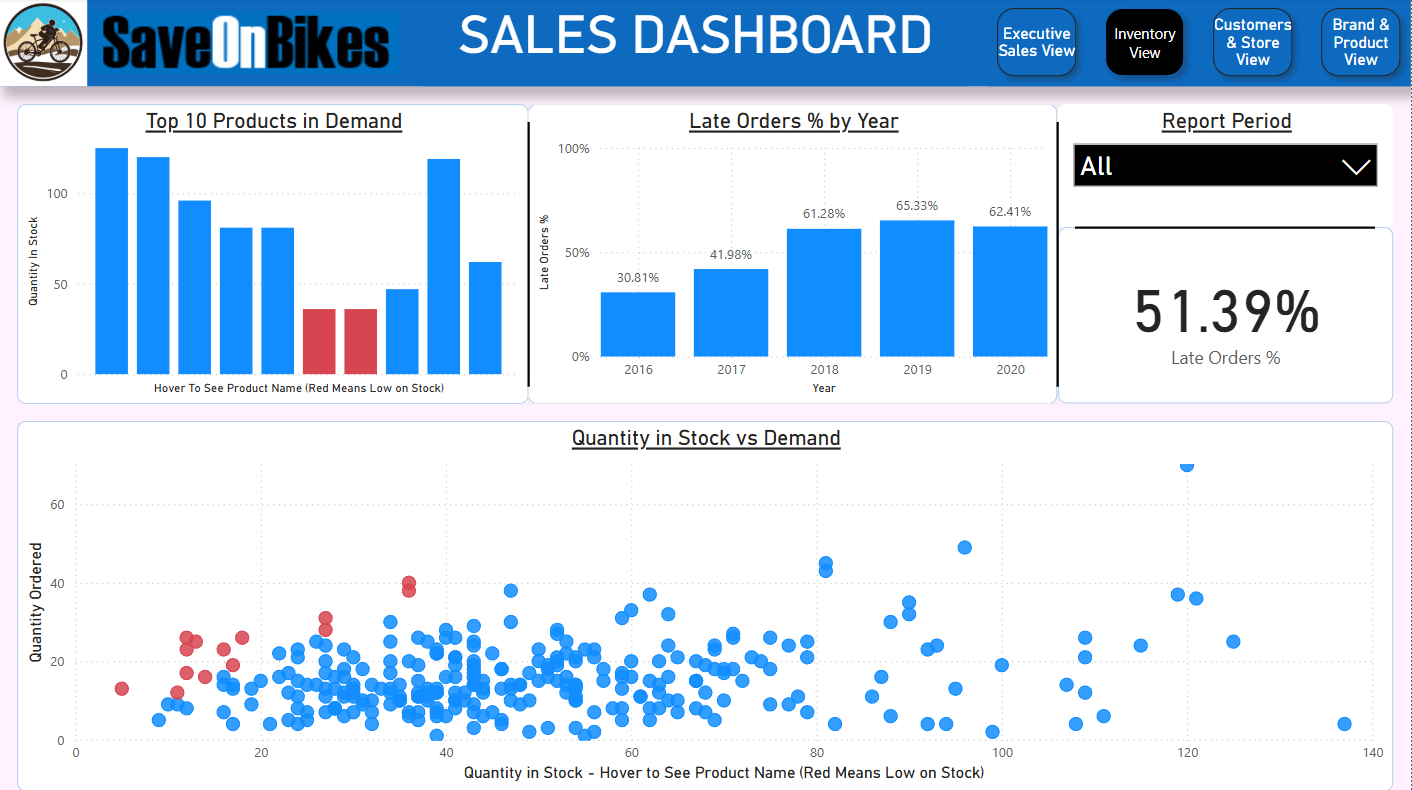 SaveOnBikes
SALES DASHBOARD
Executive
Sales View
Inventory
View
Customers
& Store
View
Brand &
Product
View
Top 10 Products in Demand
Quantity In Stock
100
50
0
Hover To See Product Name (Red Means Low on Stock)
Late Orders % by Year
Late Orders %
100%
50%
0%
30.81%
41.98%
61.28%
65.33%
62.41%
2016
2017
2018
2019
2020
Year
Report Period
All
51.39%
Late Orders %
Quantity in Stock vs Demand
Quantity Ordered
60
40
20
0
0
20
40
60
80
100
120
140
Quantity in Stock - Hover to See Product Name (Red Means Low on Stock)